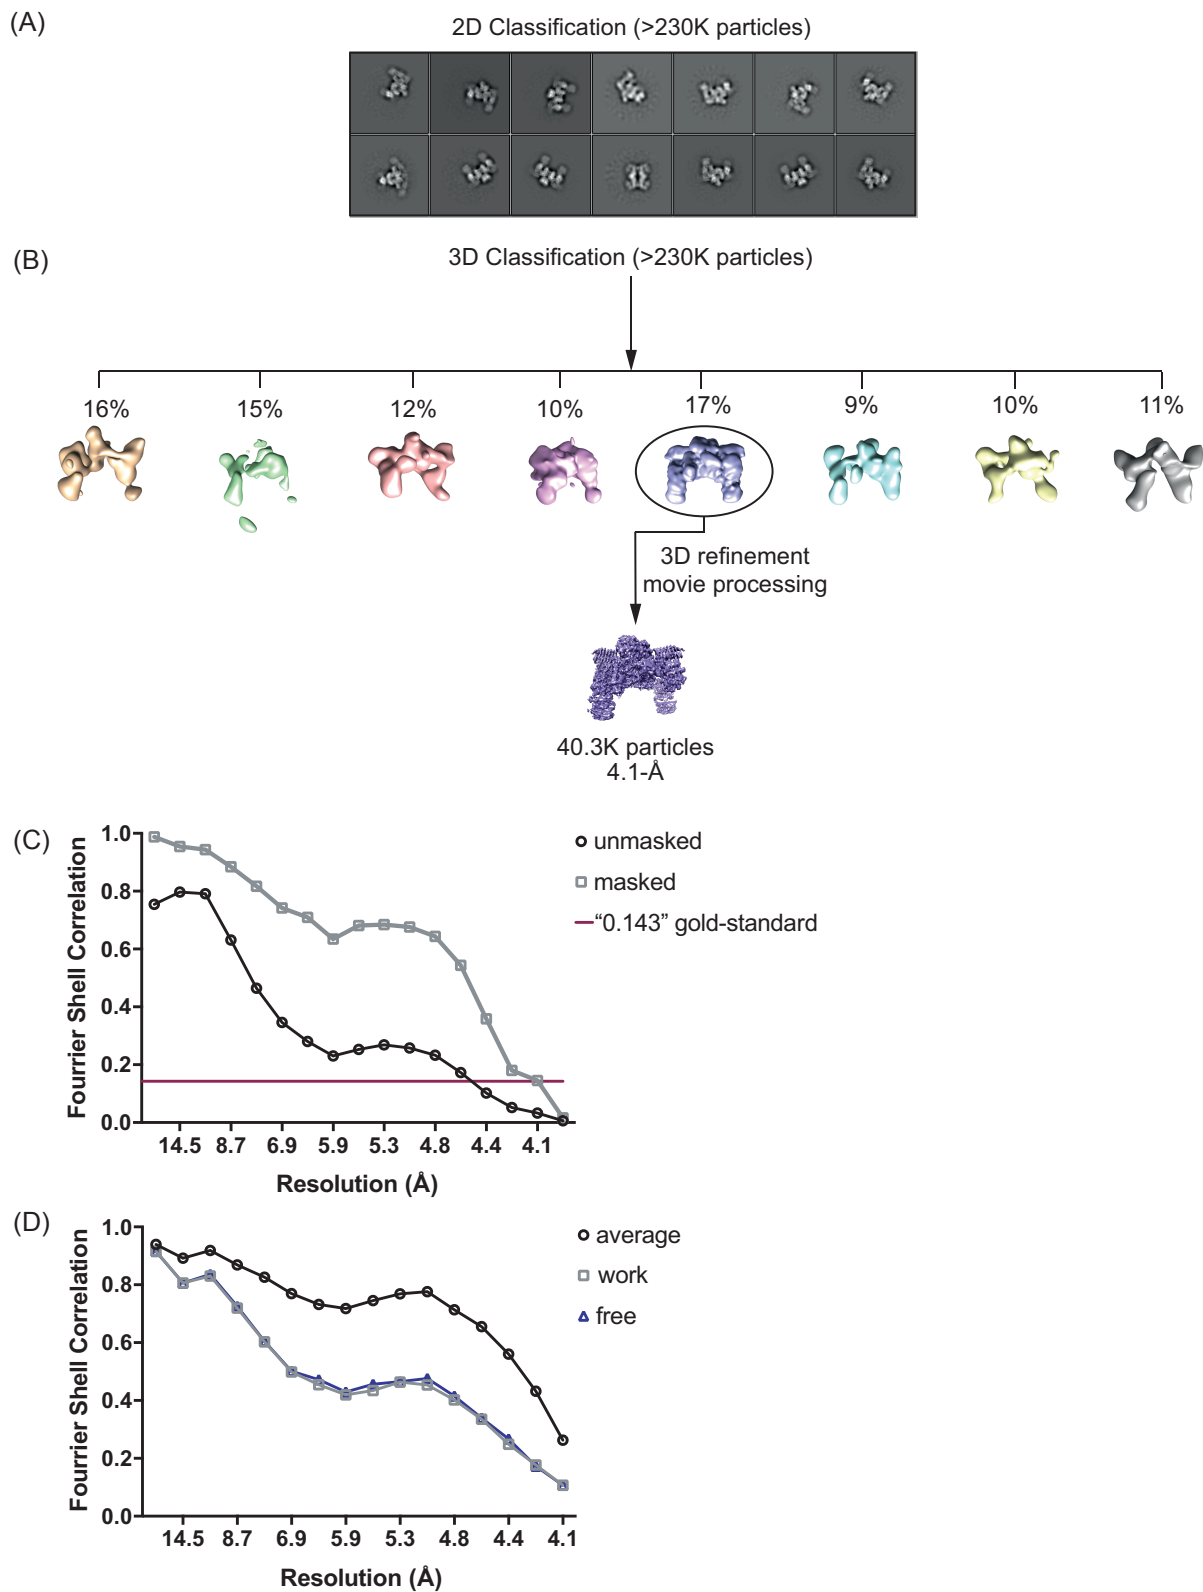 (A)
2D Classification (>230K particles)
(B)
3D Classification (>230K particles)
16%
15%
12%
10%
17%
9%
10%
11%
3D refinement
movie processing
40.3K particles
4.1-Å
(C)
Fourrier Shell Correlation
1.0
0.8
0.6
0.4
0.2
0.0
14.5
8.7
6.9
5.9
5.3
4.8
4.4
4.1
Resolution (Å)
unmasked
masked
“0.143” gold-standard
(D)
Fourrier Shell Correlation
1.0
0.8
0.6
0.4
0.2
0.0
14.5
8.7
6.9
5.9
5.3
4.8
4.4
4.1
Resolution (Å)
average
work
free